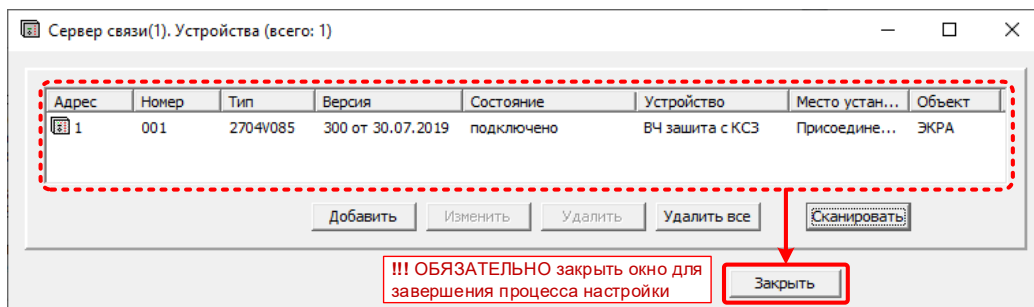 Сервер связи(1). Устройства (всего: 1)
Адрес Номер Тип Версия Состояние Устройство Место устан... Объект
1 001 2704V085 300 от 30.07.2019 подключено ВЧ зашита с КСЗ Присоедине... ЭКРА
Добавить Изменить Удалить Удалить все Сканировать
!!! ОБЯЗАТЕЛЬНО закрыть окно для
завершения процесса настройки
Закрыть